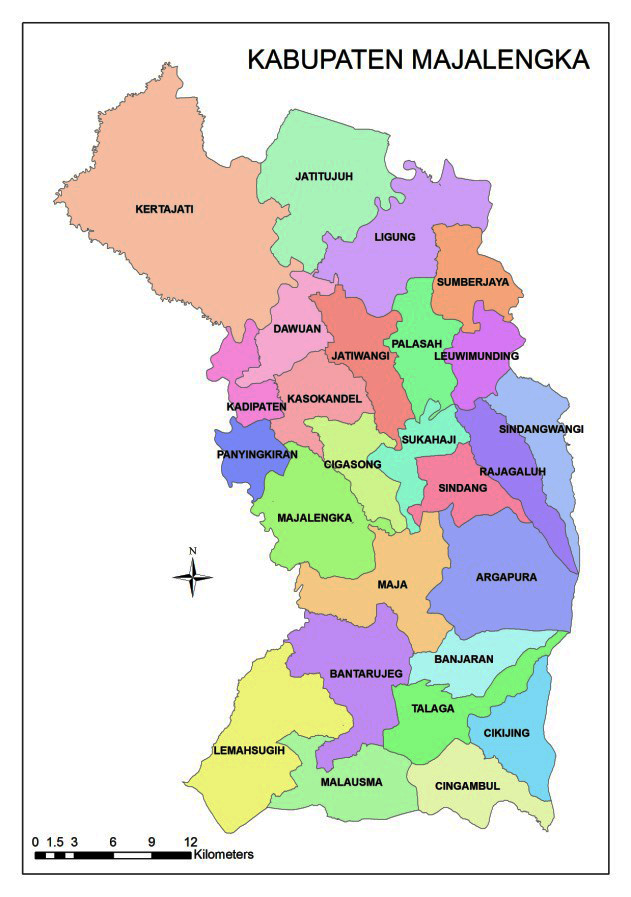 KABUPATEN MAJALENGKA
JATITUJUH
KERTAJATI
LIGUNG
SUMBERJAYA
DAWUAN
PALASAH
JATIWANGI
LEUWIMUNDING
KASOKANDEL
KADIPATEN
SINDANGWANGI
SUKAHAJI
PANYINGKIRAN
CIGASONG
RAJAGALUH
SINDANG
MAJALENGKA
N
ARGAPURA
MAJA
BANJARAN
BANTARUJEG
TALAGA
CIKIJING
LEMAHSUGIH
MALAUSMA
CINGAMBUL
0 1.5 3 6 9 12
Kilometers